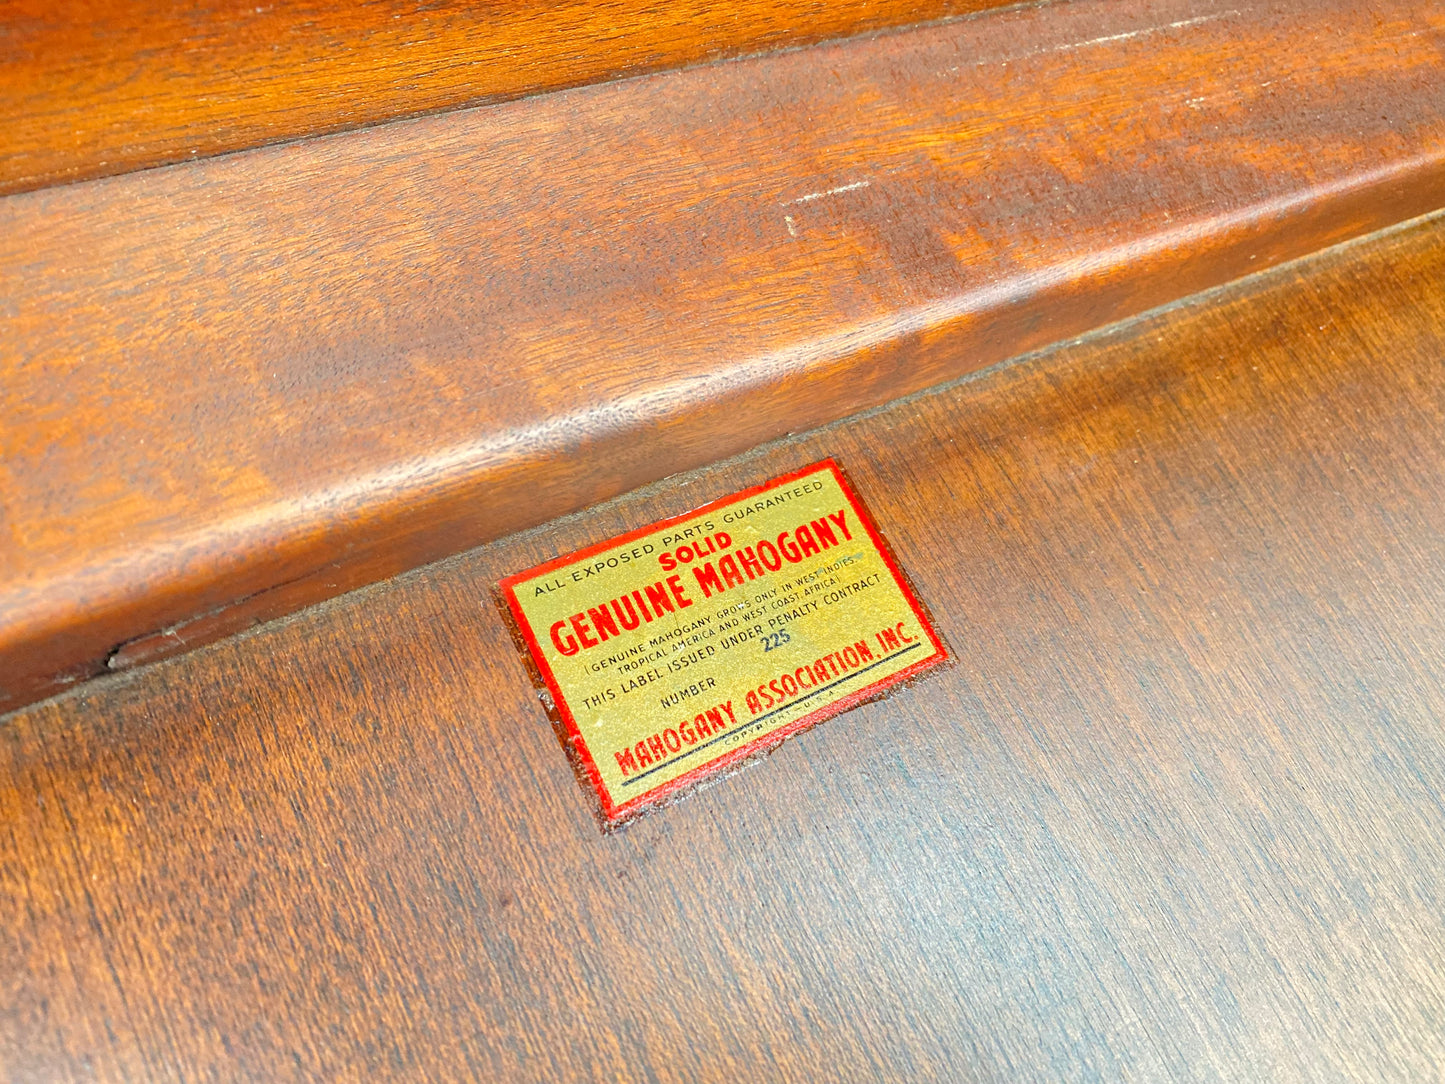 ALL EXPOSED PARTS GUARANTEED
SOLID
GENUINE MAHOGANY
(GENUINE MAHOGANY GROWS ONLY IN WEST INDIES,
TROPICAL AMERICA AND WEST COAST, AFRICA)
THIS LABEL ISSUED UNDER PENALTY CONTRACT
NUMBER 225
MAHOGANY ASSOCIATION, INC.
COPYRIGHT—U.S.A.